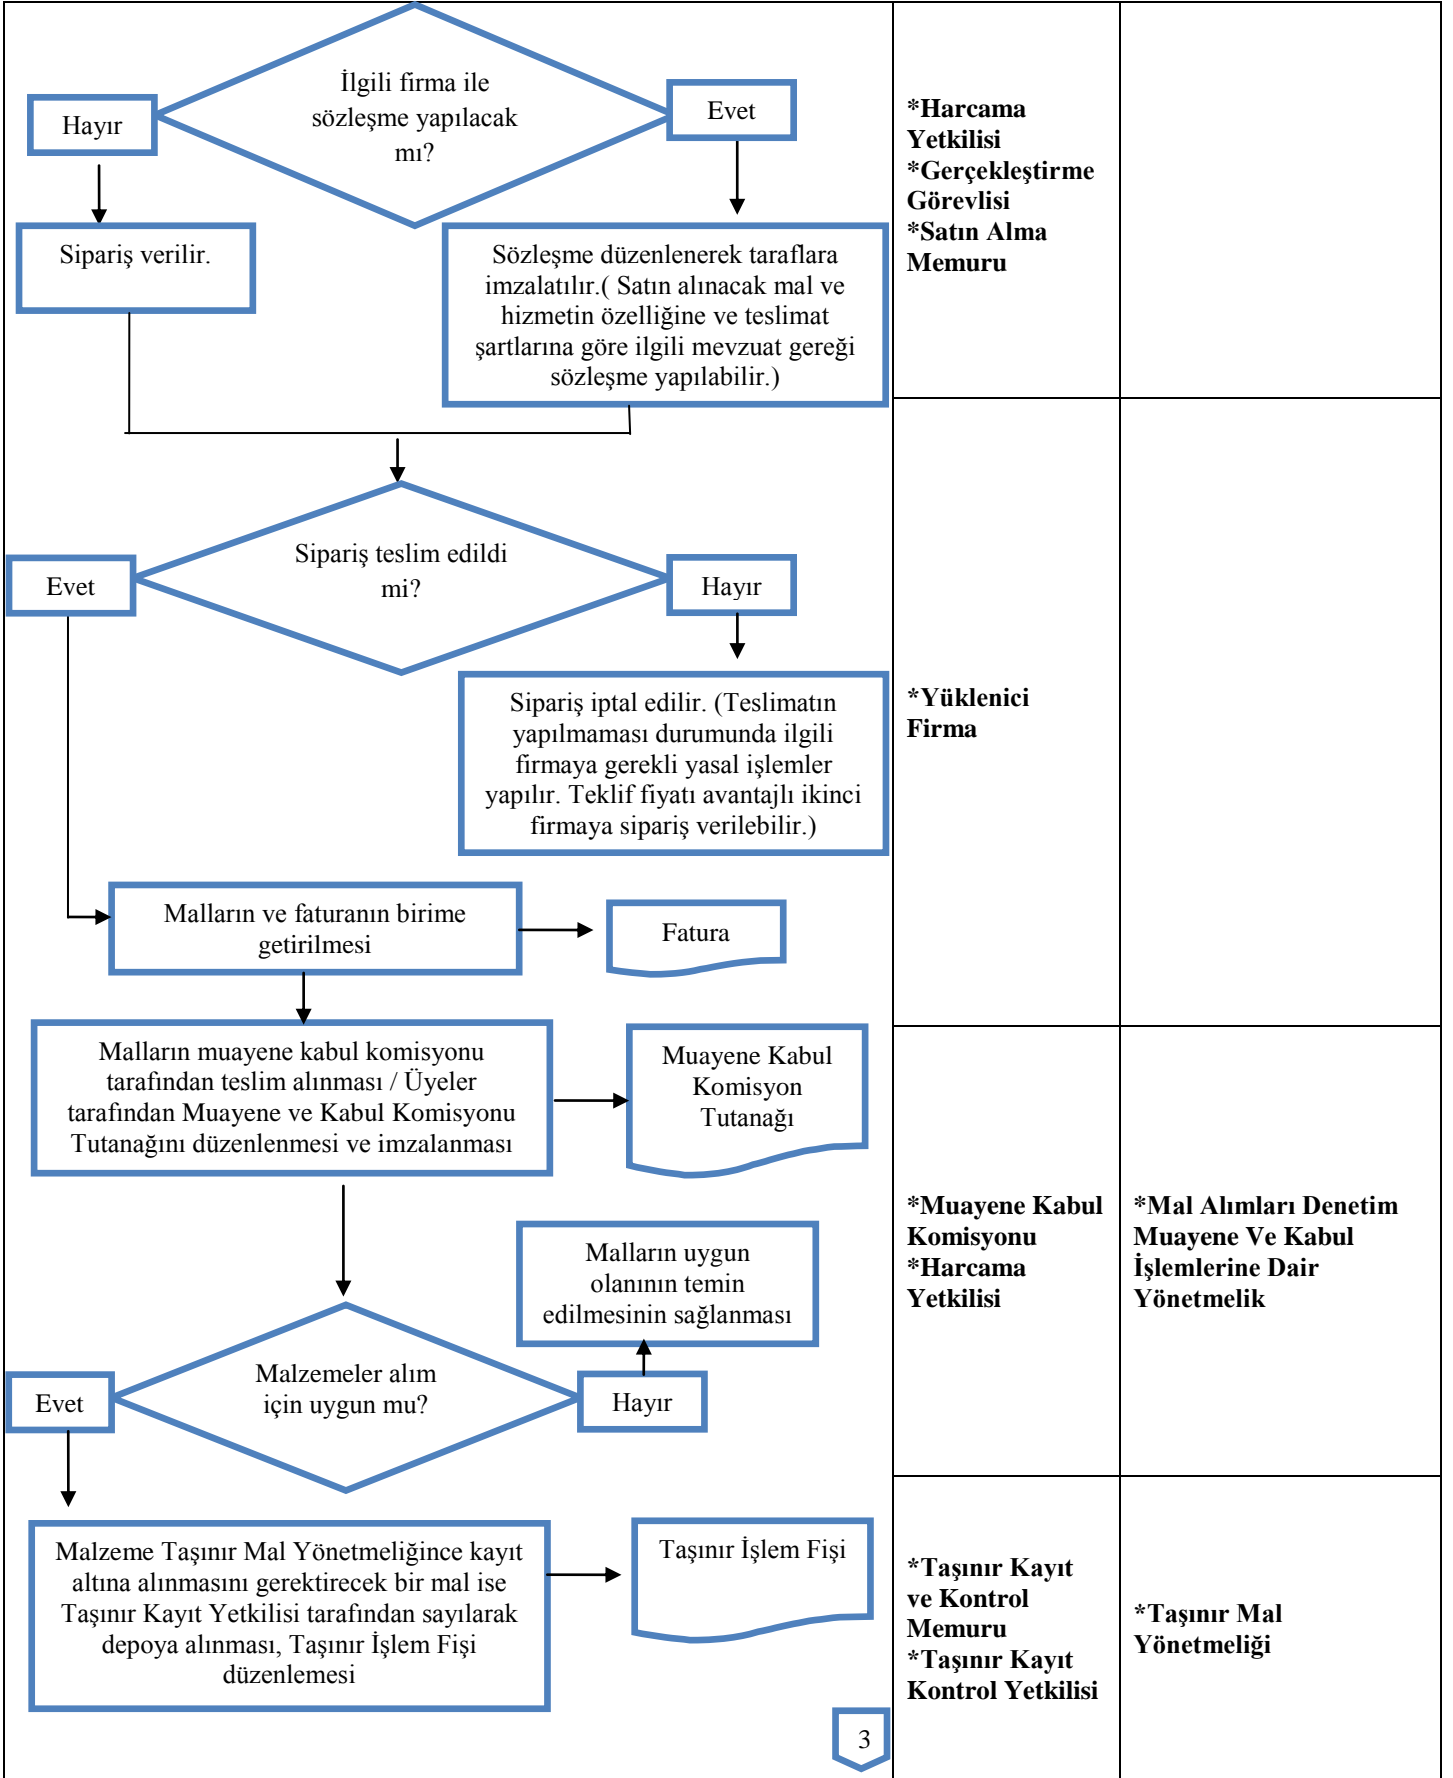 İlgili firma ile
sözleşme yapılacak
mı?
Hayır
Evet
Sipariş verilir.
Sözleşme düzenlenerek taraflara
imzalatılır.( Satın alınacak mal ve
hizmetin özelliğine ve teslimat
şartlarına göre ilgili mevzuat gereği
sözleşme yapılabilir.)
*Harcama
Yetkilisi
*Gerçekleştirme
Görevlisi
*Satın Alma
Memuru
Sipariş teslim edildi
mi?
Evet
Hayır
Sipariş iptal edilir. (Teslimatın
yapılmaması durumunda ilgili
firmaya gerekli yasal işlemler
yapılır. Teklif fiyatı avantajlı ikinci
firmaya sipariş verilebilir.)
Malların ve faturanın birime
getirilmesi
Fatura
*Yüklenici
Firma
Malların muayene kabul komisyonu
tarafından teslim alınması / Üyeler
tarafından Muayene ve Kabul Komisyonu
Tutanağını düzenlenmesi ve imzalanması
Muayene Kabul
Komisyon
Tutanağı
Malların uygun
olanının temin
edilmesinin sağlanması
Malzemeler alım
için uygun mu?
Evet
Hayır
*Muayene Kabul
Komisyonu
*Harcama
Yetkilisi
*Mal Alımları Denetim
Muayene Ve Kabul
İşlemlerine Dair
Yönetmelik
Malzeme Taşınır Mal Yönetmeliğince kayıt
altına alınmasını gerektirecek bir mal ise
Taşınır Kayıt Yetkilisi tarafından sayılarak
depoya alınması, Taşınır İşlem Fişi
düzenlemesi
Taşınır İşlem Fişi
*Taşınır Kayıt
ve Kontrol
Memuru
*Taşınır Kayıt
Kontrol Yetkilisi
*Taşınır Mal
Yönetmeliği
3